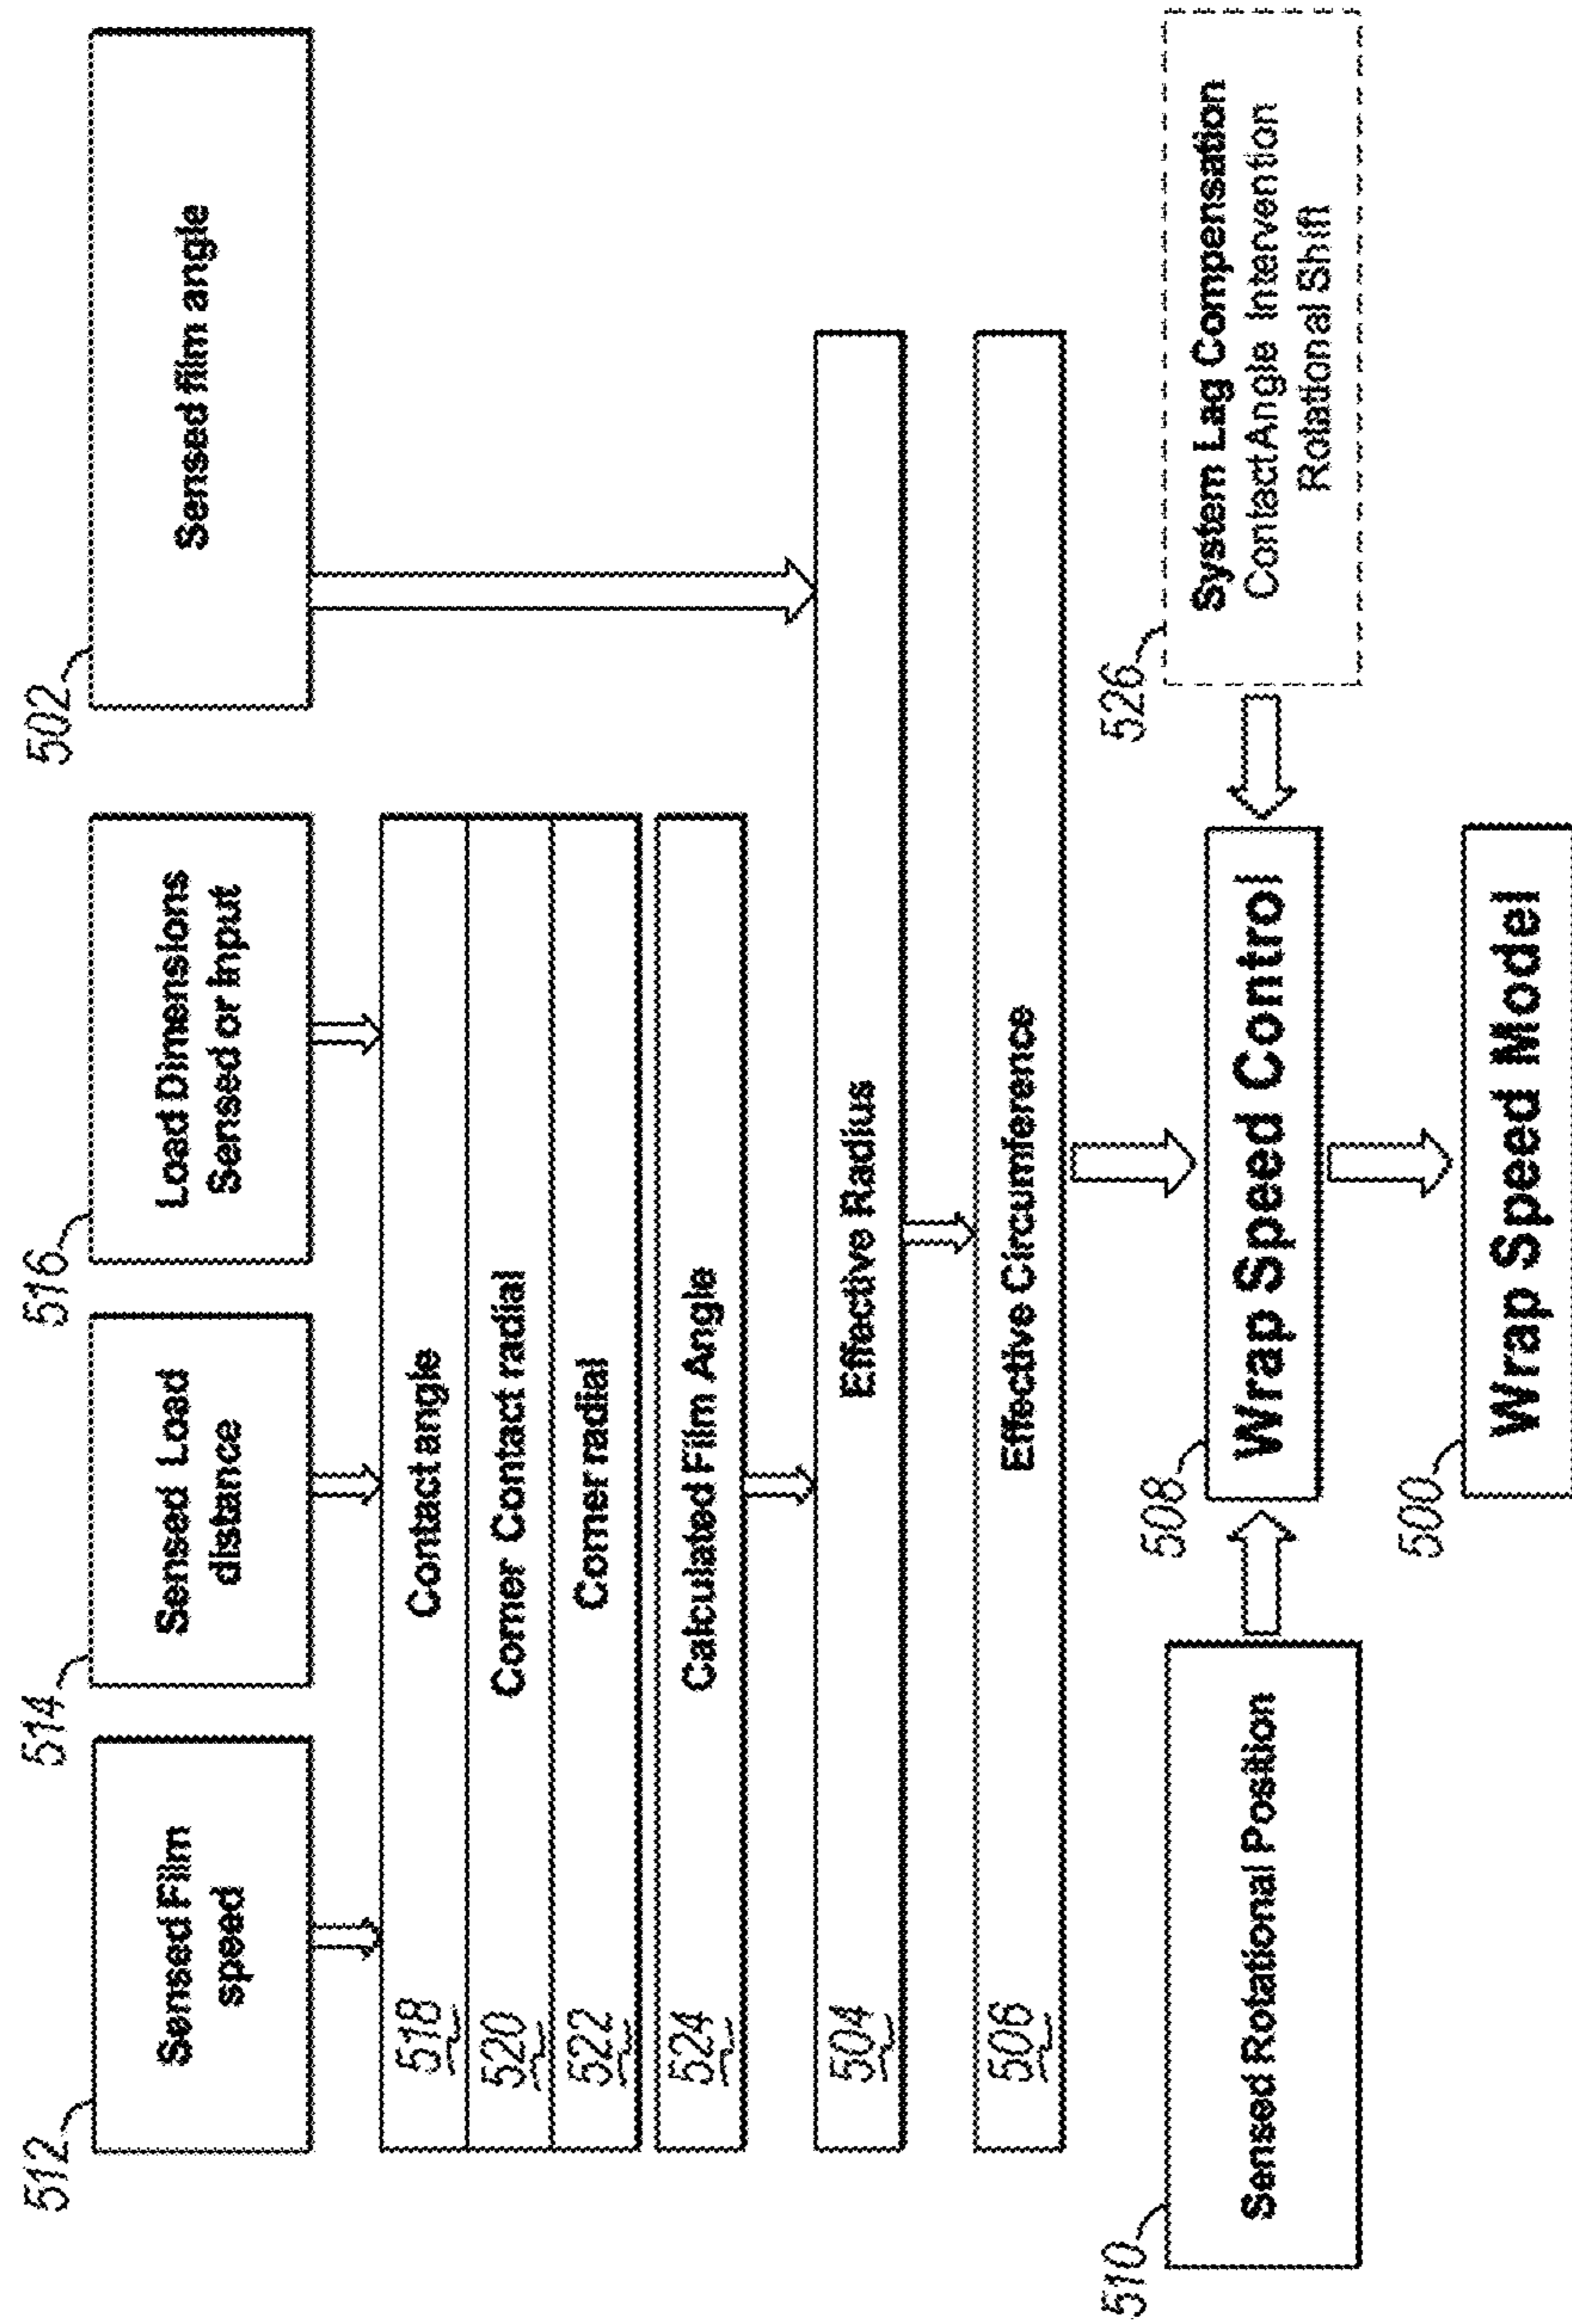 512
Sensed Film
speed
514
Sensed Load
distance
516
Load Dimensions
Sensed or Input
502
Sensed film angle
518
Contact angle
520
Corner Contact radial
522
Corner radial
524
Calculated Film Angle
504
Effective Radius
506
Effective Circumference
510
Sensed Rotational Position
508
Wrap Speed Control
526
System Lag Compensation
Contact Angle Intervention
Rotational Shift
500
Wrap Speed Model